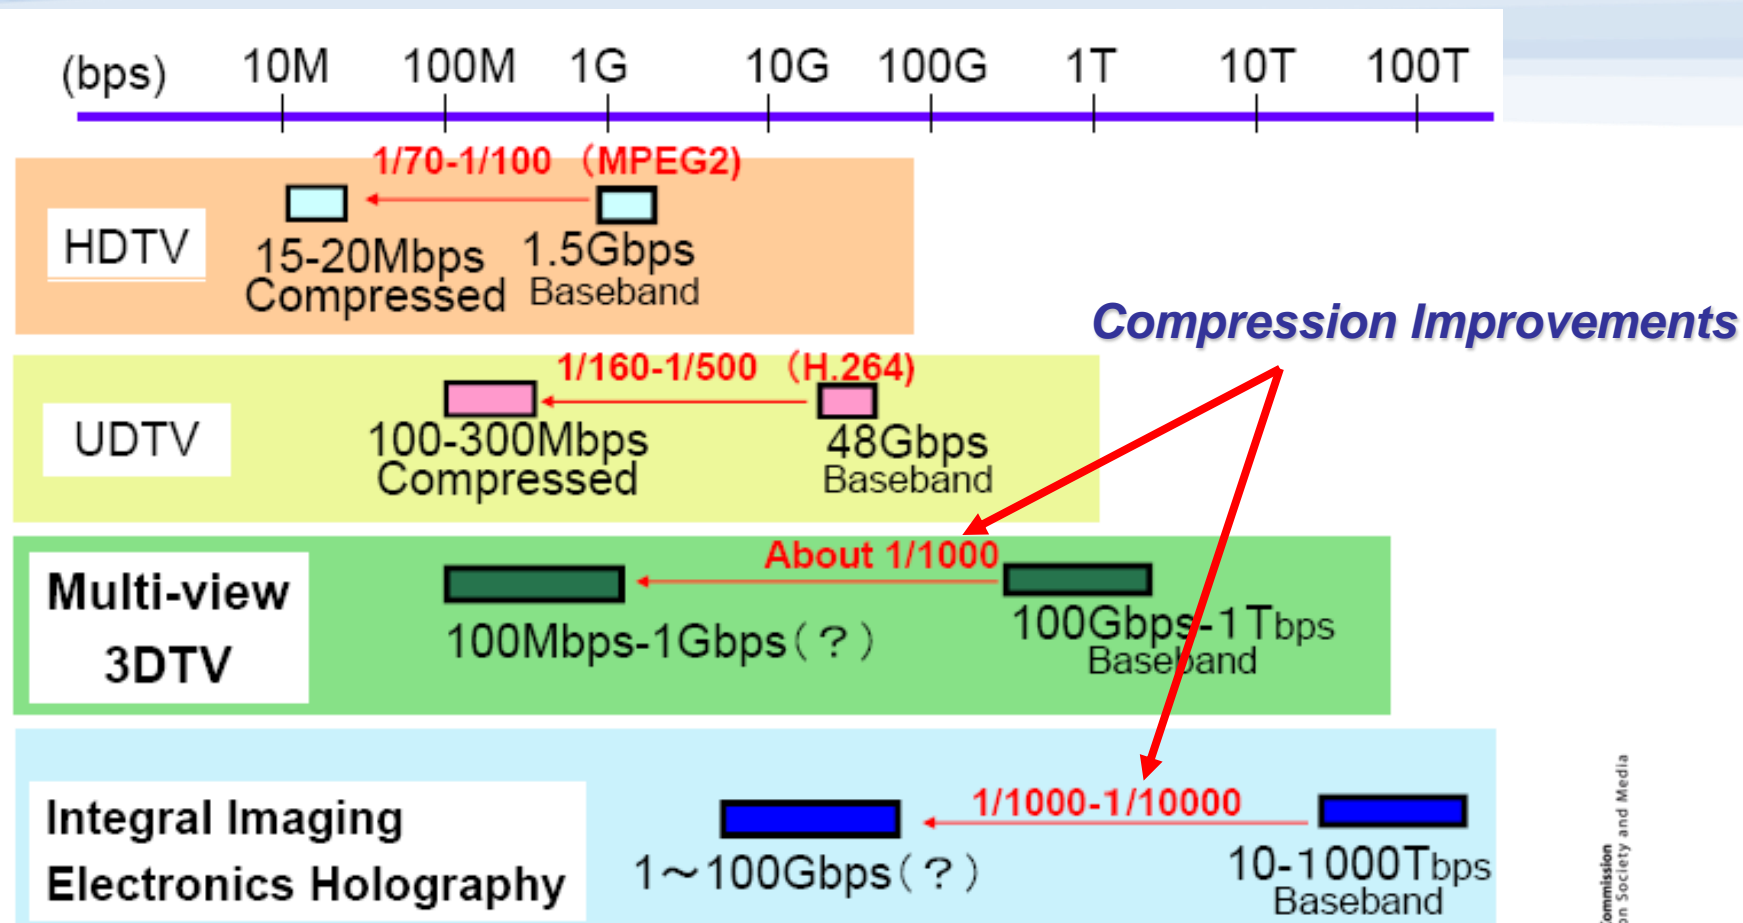 (bps) 10M 100M 1G 10G 100G 1T 10T 100T
1/70-1/100 （MPEG2)
HDTV
15-20Mbps 1.5Gbps
Compressed Baseband
Compression Improvements
1/160-1/500 （H.264)
UDTV
100-300Mbps 48Gbps
Compressed Baseband
About 1/1000
Multi-view
3DTV
100Mbps-1Gbps(？)
100Gbps-1Tbps
Baseband
1/1000-1/10000
Integral Imaging
Electronics Holography
1～100Gbps(？)
10-1000Tbps
Baseband
Society and Media